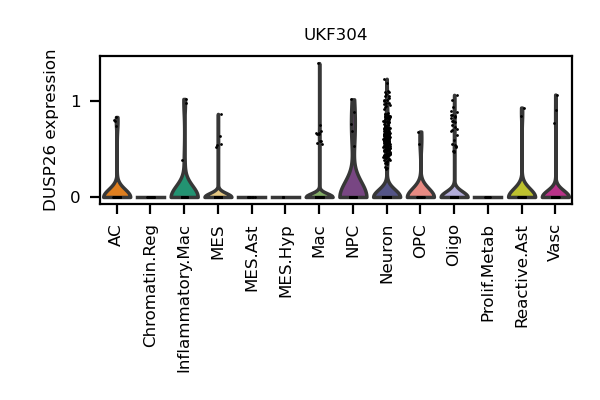 UKF304
DUSP26 expression
1
0
AC
Chromatin.Reg
Inflammatory.Mac
MES
MES.Ast
MES.Hyp
Mac
NPC
Neuron
OPC
Oligo
Prolif.Metab
Reactive.Ast
Vasc